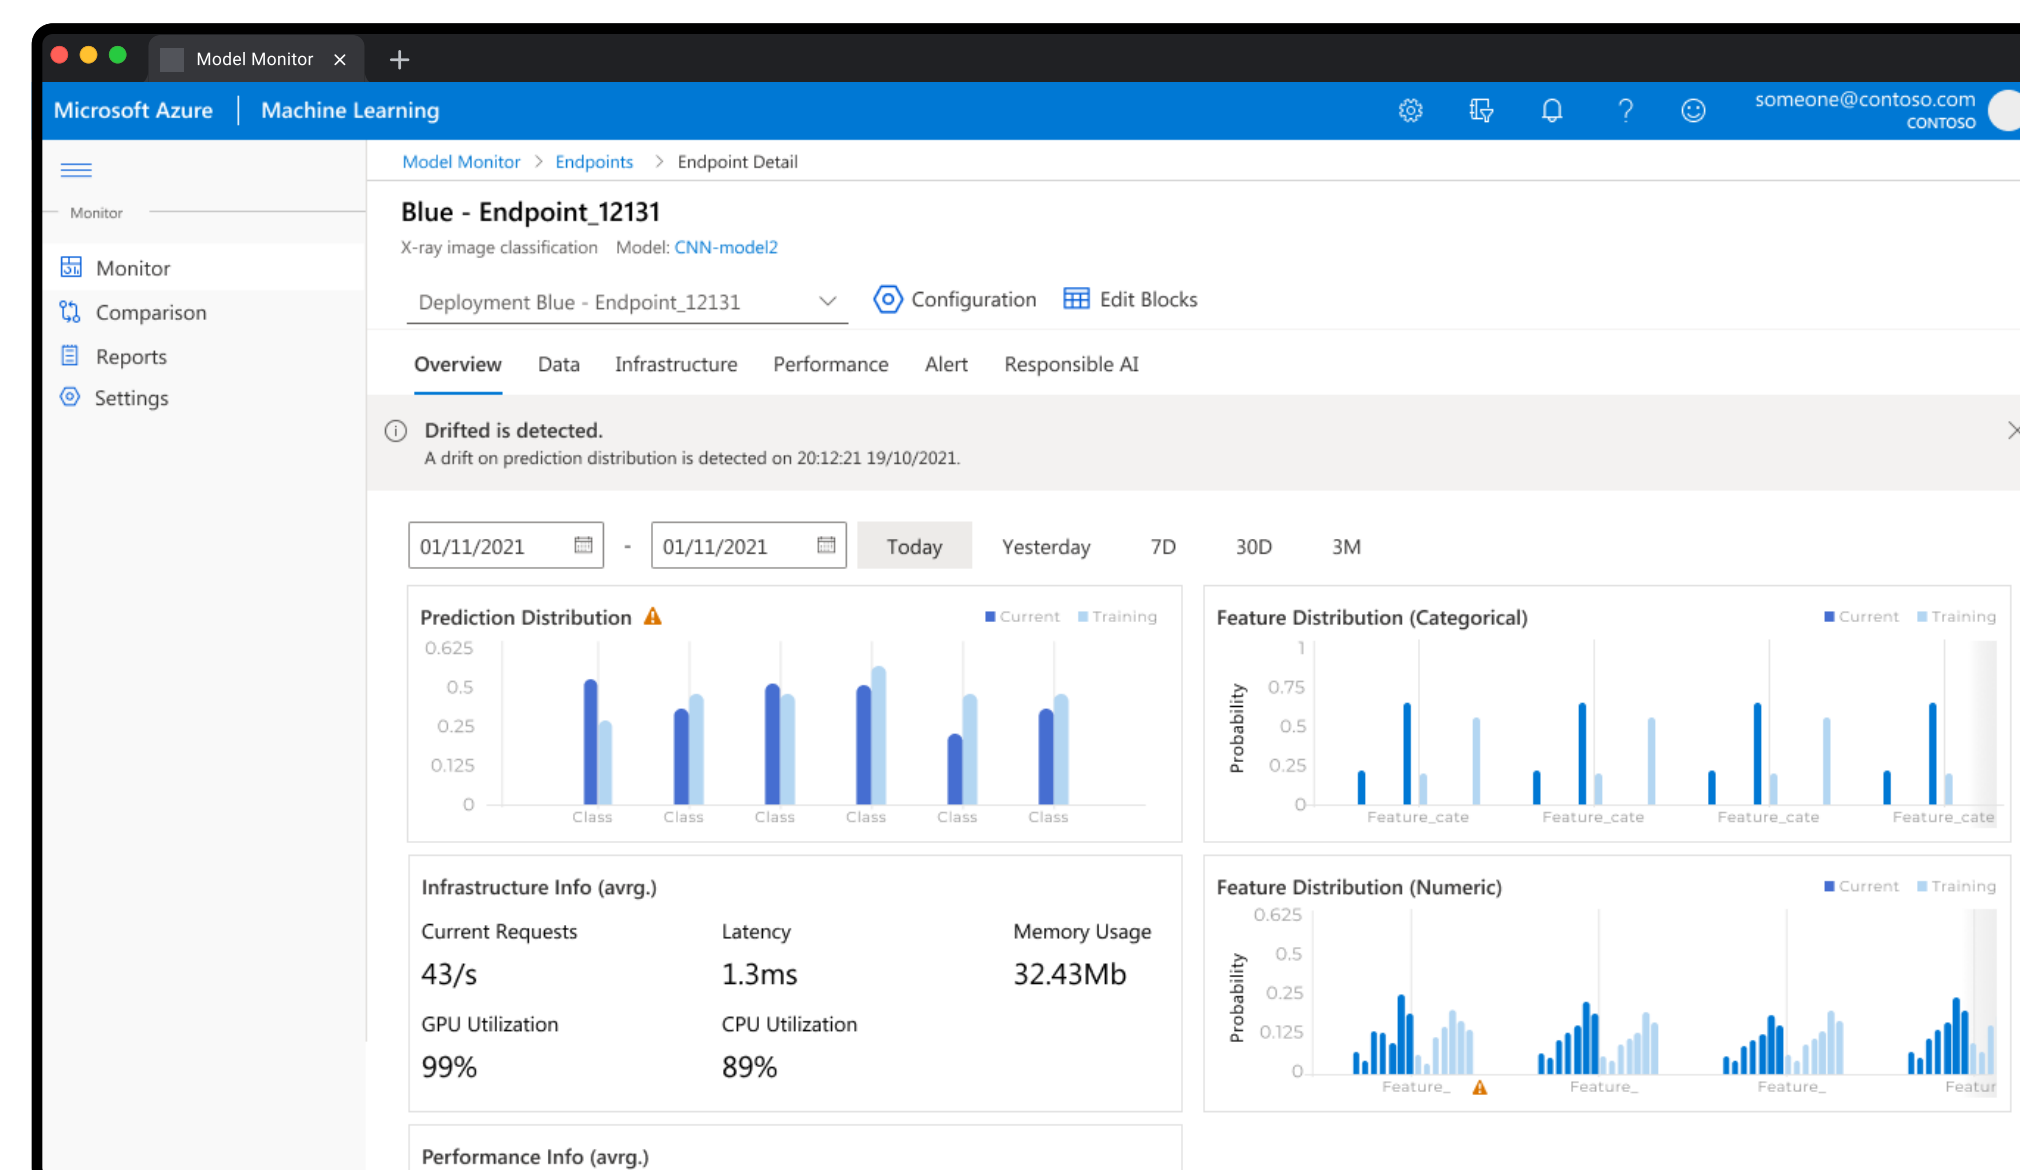 Model Monitor
Microsoft Azure | Machine Learning
someone@contoso.com
CONTOSO
Model Monitor > Endpoints > Endpoint Detail
Monitor
Monitor
Comparison
Reports
Settings
Blue - Endpoint_12131
X-ray image classification Model: CNN-model2
Deployment Blue - Endpoint_12131
Configuration
Edit Blocks
Overview Data Infrastructure Performance Alert Responsible AI
Drifted is detected.
A drift on prediction distribution is detected on 20:12:21 19/10/2021.
01/11/2021 - 01/11/2021 Today Yesterday 7D 30D 3M
Prediction Distribution
Current Training
0.625
0.5
0.25
0.125
0
Class Class Class Class Class Class
Feature Distribution (Categorical)
Current Training
Probability
1
0.75
0.5
0.25
0
Feature_cate Feature_cate Feature_cate Feature_cate
Infrastructure Info (avrg.)
Current Requests Latency Memory Usage
43/s 1.3ms 32.43Mb
GPU Utilization CPU Utilization
99% 89%
Feature Distribution (Numeric)
Current Training
Probability
0.625
0.5
0.25
0.125
0
Feature_ Feature_ Feature_ Featur
Performance Info (avrg.)